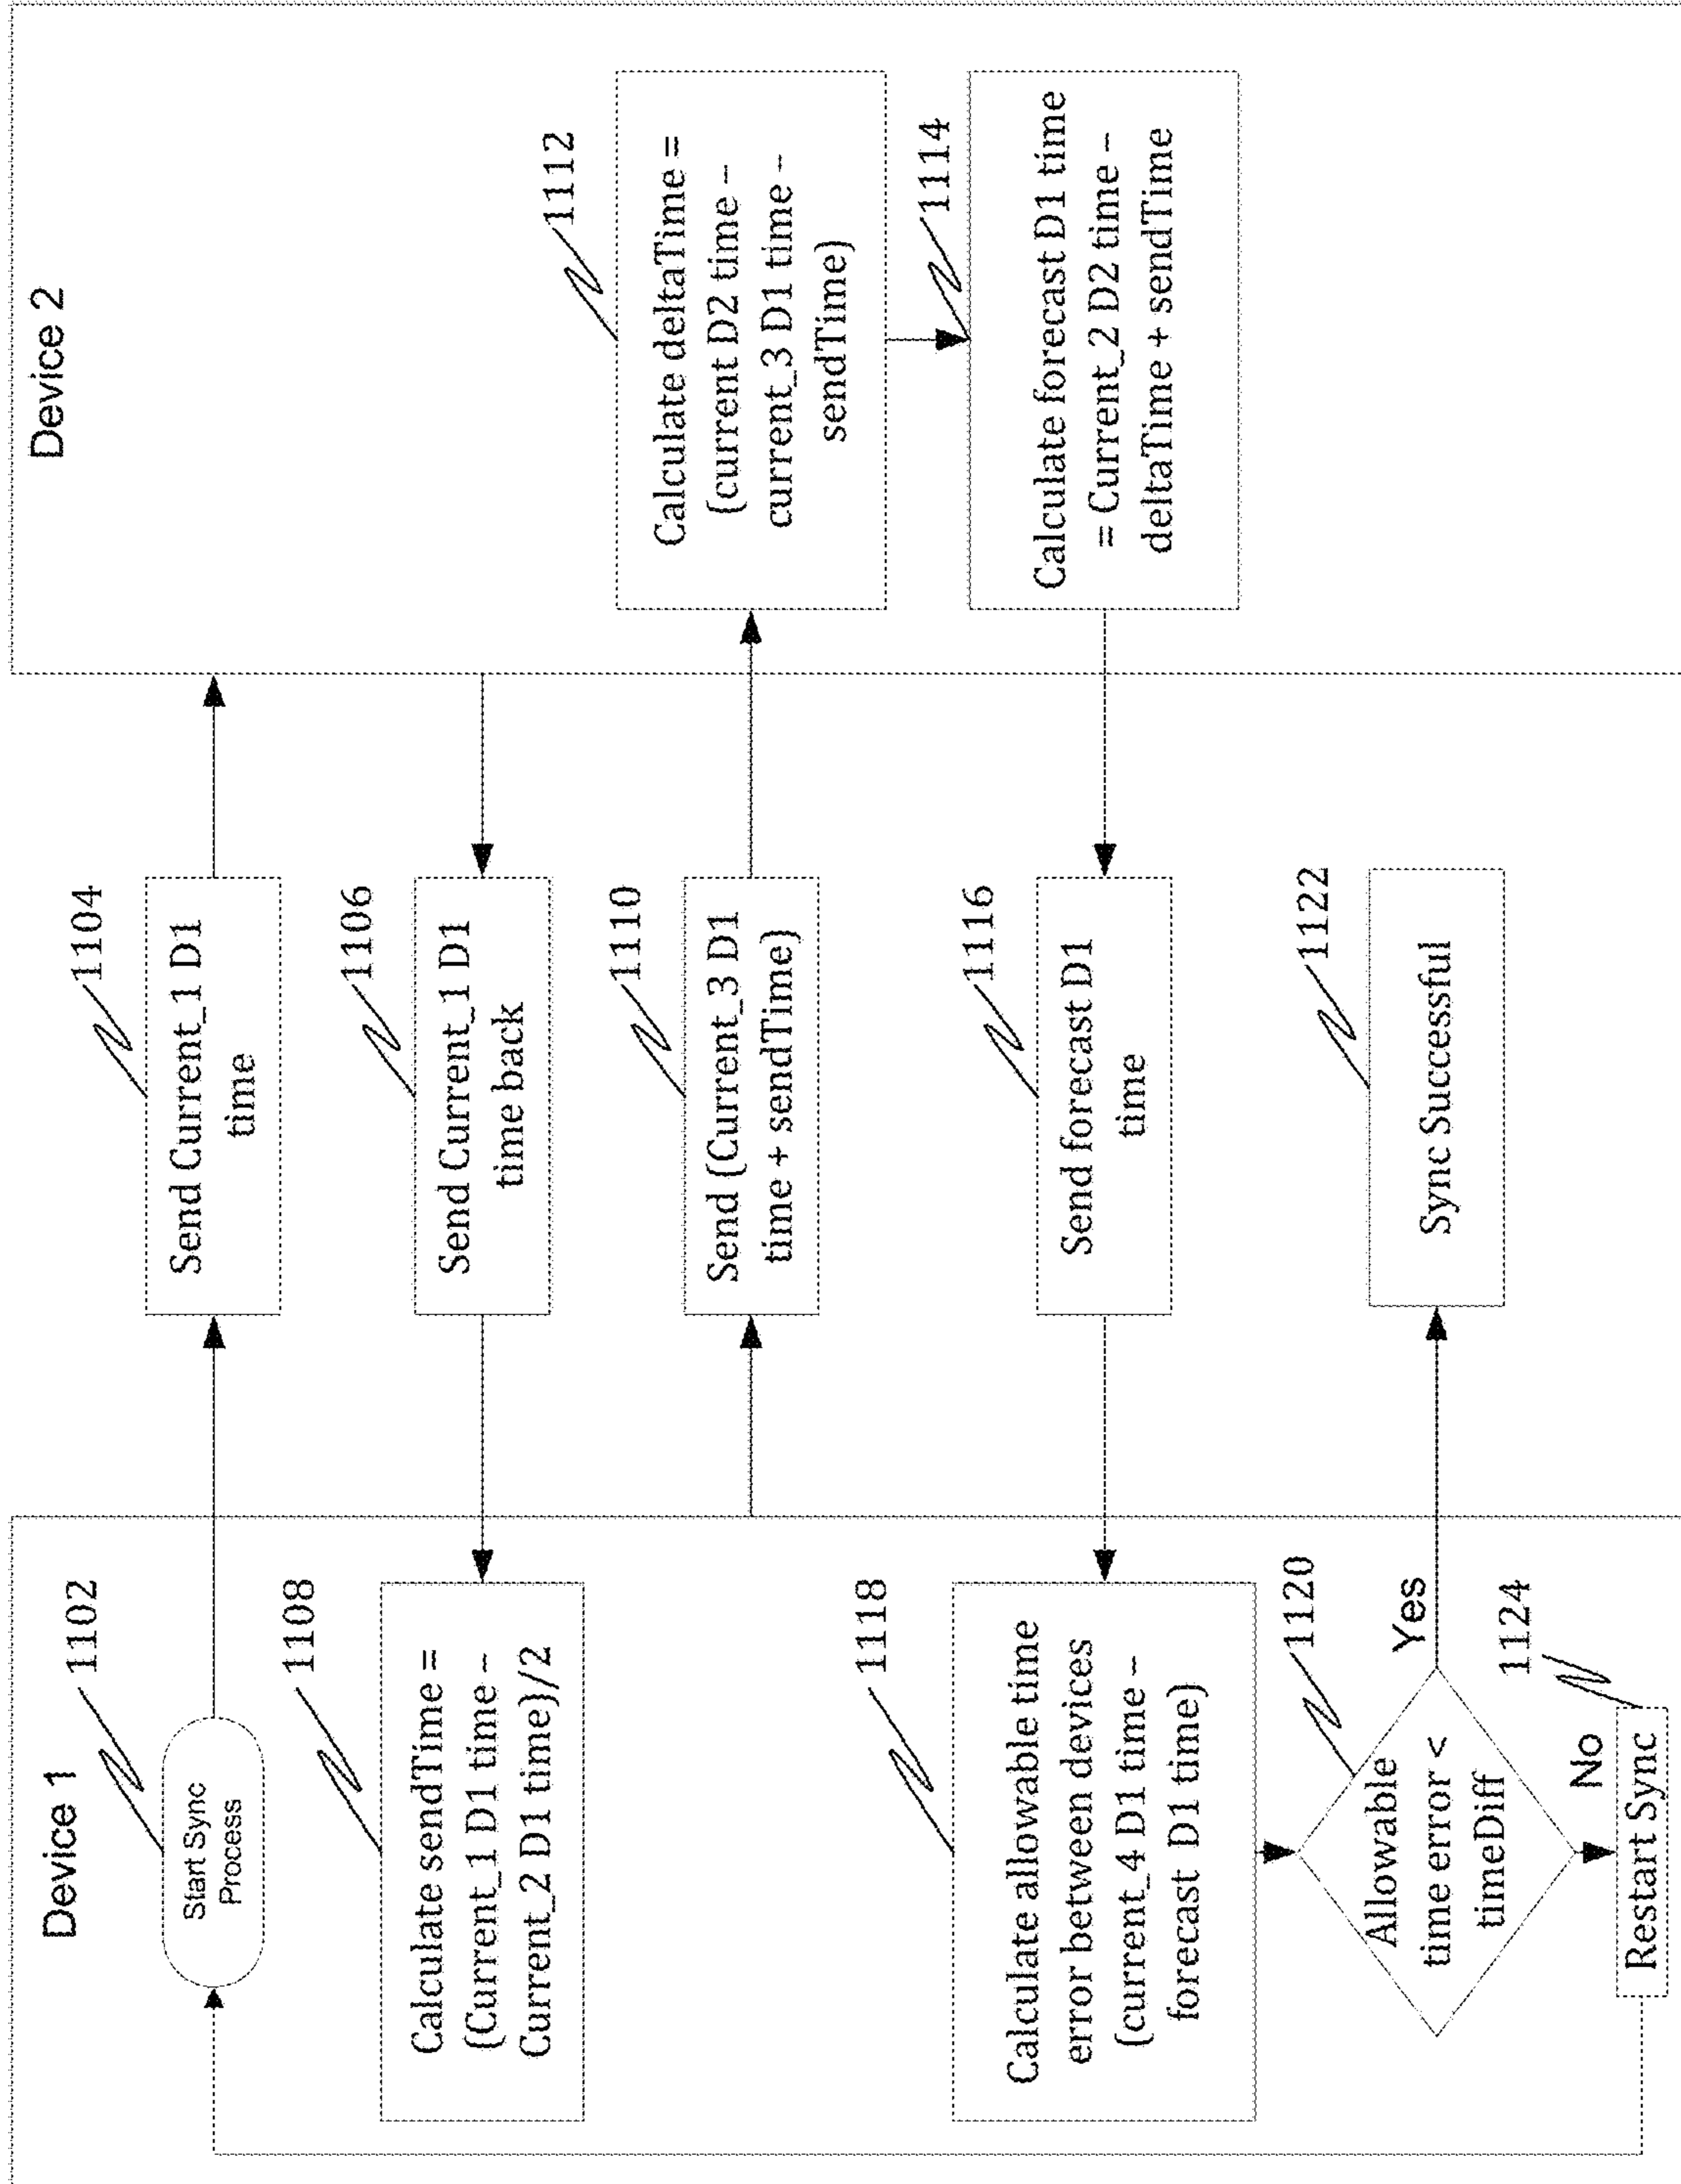 Device 1
Device 2
1102
Start Sync
Process
1104
Send Current_1 D1
time
1106
Send Current_1 D1
time back
1108
Calculate sendTime =
(Current_1 D1 time –
Current_2 D1 time)/2
1110
Send (Current_3 D1
time + sendTime)
1112
Calculate deltaTime =
(current D2 time –
current_3 D1 time –
sendTime)
1114
Calculate forecast D1 time
= Current_2 D2 time –
deltaTime + sendTime
1116
Send forecast D1
time
1118
Calculate allowable time
error between devices
(current_4 D1 time –
forecast D1 time)
1120
Allowable
time error <
timeDiff
Yes
1122
Sync Successful
No
1124
Restart Sync